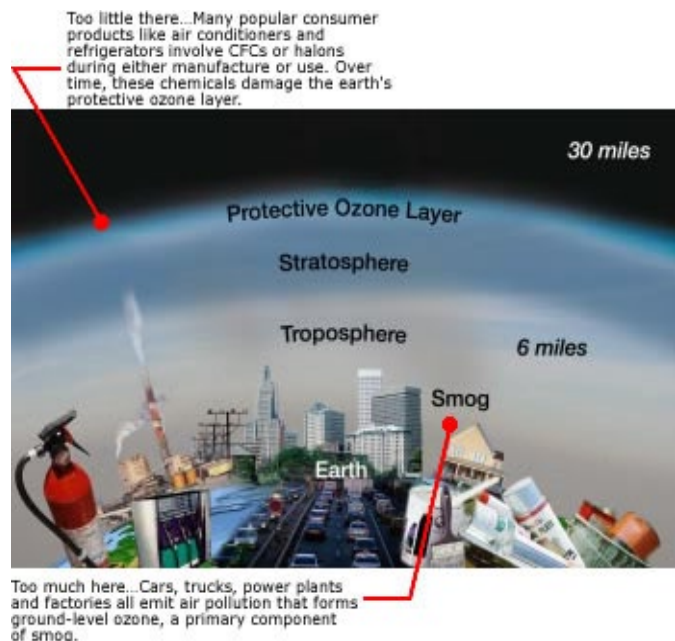 Too little there...Many popular consumer
products like air conditioners and
refrigerators involve CFCs or halons
during either manufacture or use. Over
time, these chemicals damage the earth's
protective ozone layer.
30 miles
Protective Ozone Layer
Stratosphere
Troposphere
6 miles
Smog
Earth
Too much here...Cars, trucks, power plants
and factories all emit air pollution that forms
ground-level ozone, a primary component
of smog.